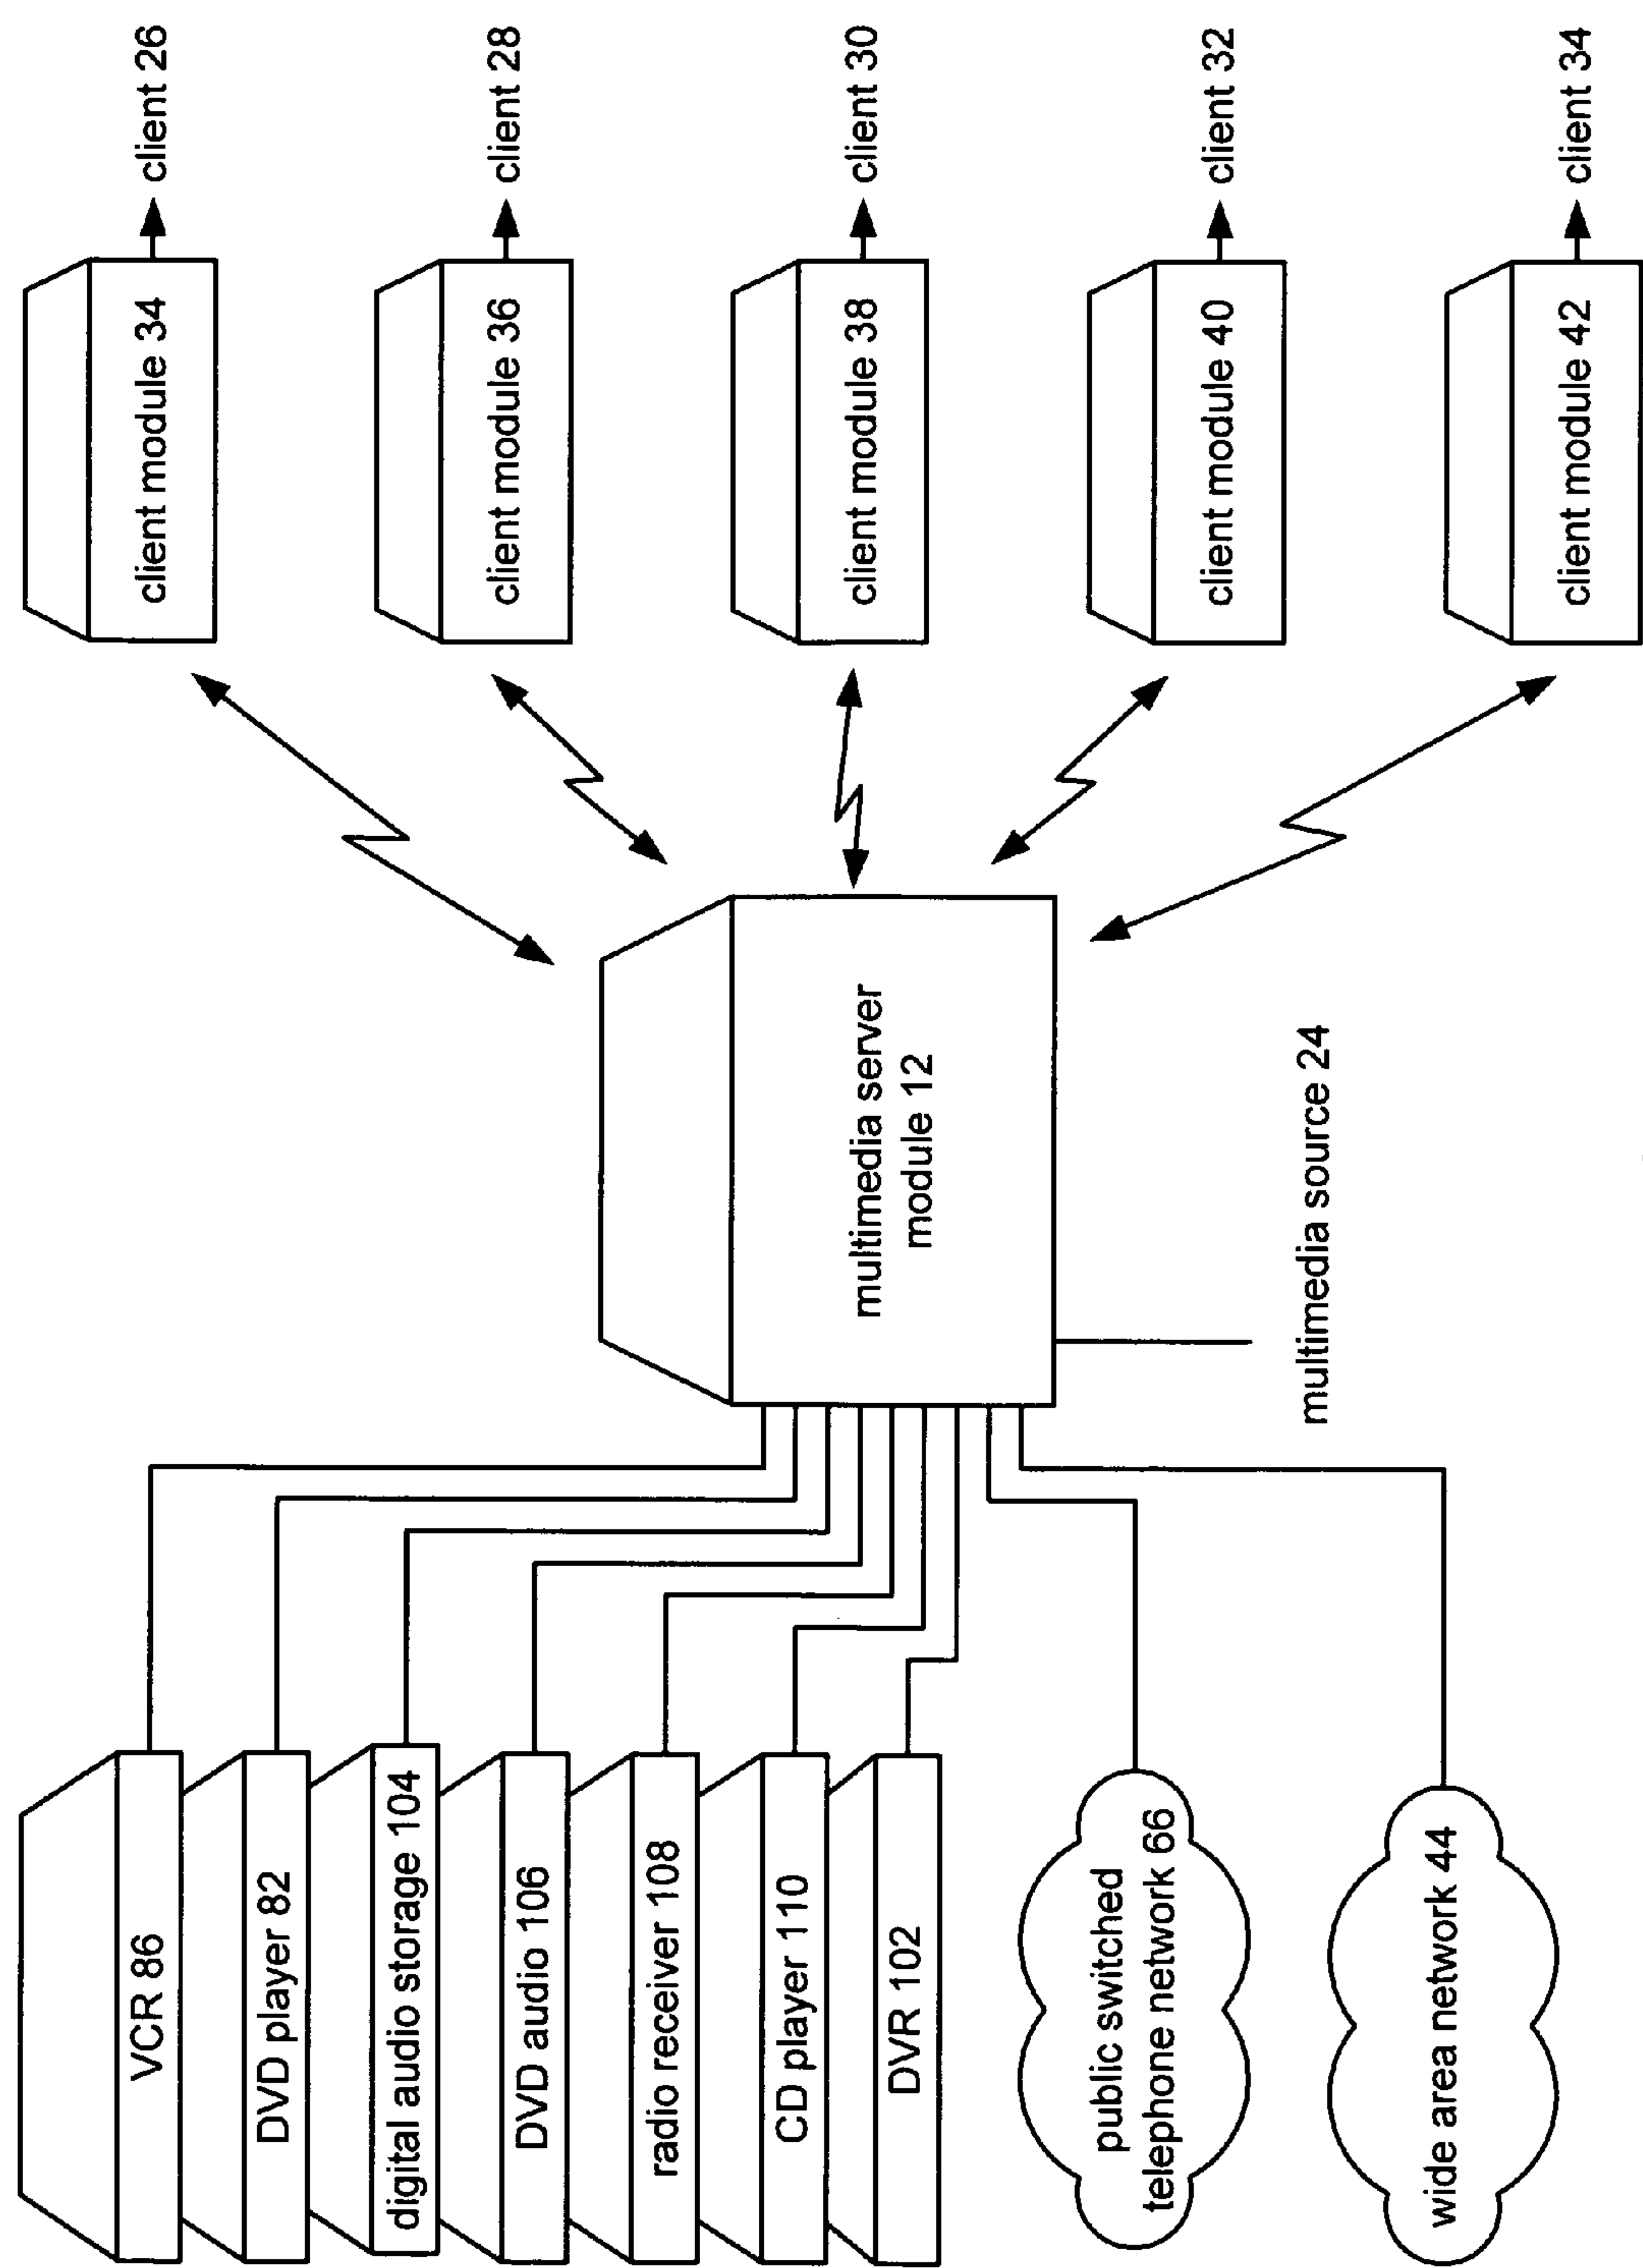 VCR 86
DVD player 82
digital audio storage 104
DVD audio 106
radio receiver 108
CD player 110
DVR 102
public switched
telephone network 66
wide area network 44
multimedia server
module 12
multimedia source 24
client module 34
client 26
client module 36
client 28
client module 38
client 30
client module 40
client 32
client module 42
client 34